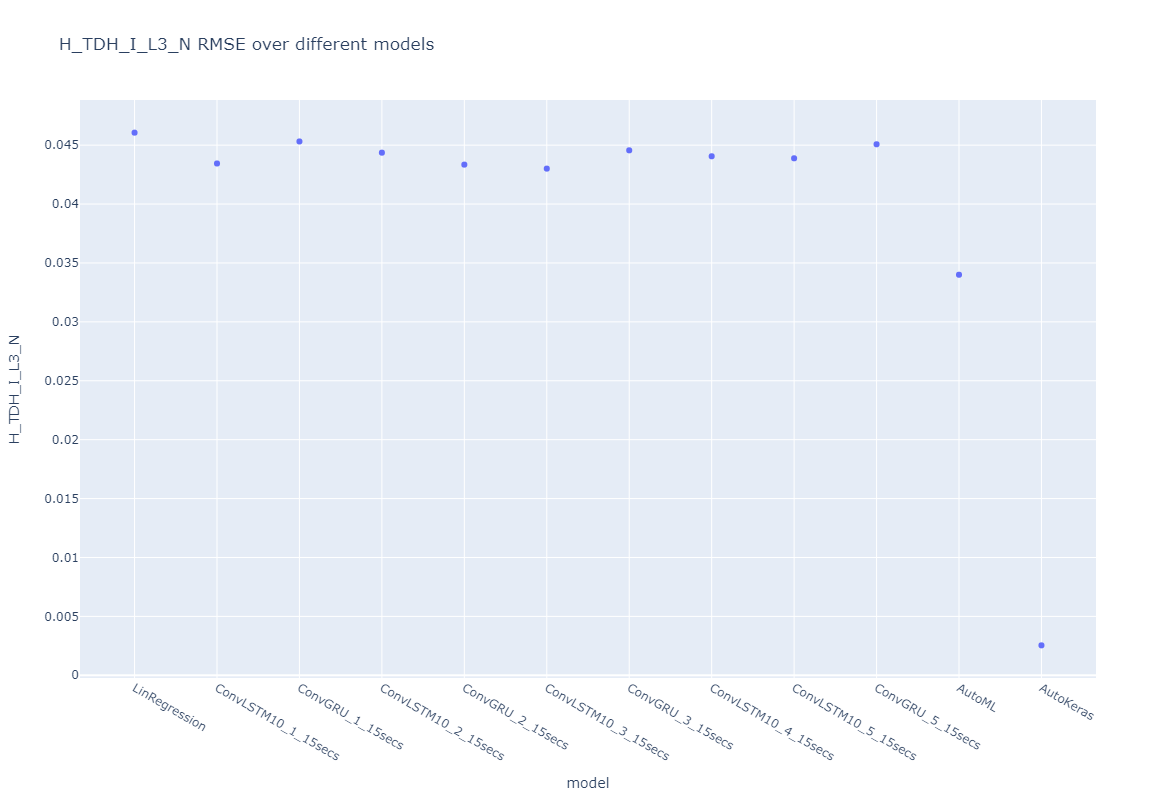 H_TDH_I_L3_N RMSE over different models
H_TDH_I_L3_N
0.045
0.04
0.035
0.03
0.025
0.02
0.015
0.01
0.005
0
LinRegression
ConvLSTM10_1_15secs
ConvGRU_1_15secs
ConvLSTM10_2_15secs
ConvGRU_2_15secs
ConvLSTM10_3_15secs
ConvGRU_3_15secs
ConvLSTM10_4_15secs
ConvLSTM10_5_15secs
ConvGRU_5_15secs
AutoML
AutoKeras
model